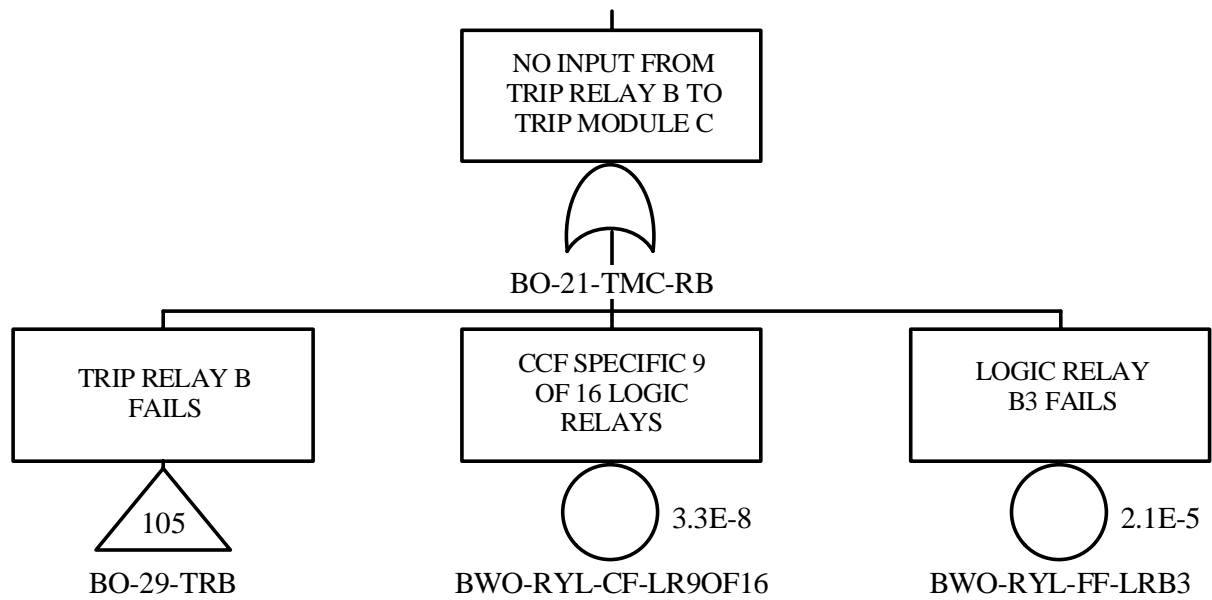 NO INPUT FROM
TRIP RELAY B TO
TRIP MODULE C
BO-21-TMC-RB
TRIP RELAY B
FAILS
CCF SPECIFIC 9
OF 16 LOGIC
RELAYS
LOGIC RELAY
B3 FAILS
105
3.3E-8
2.1E-5
BO-29-TRB
BWO-RYL-CF-LR9OF16
BWO-RYL-FF-LRB3